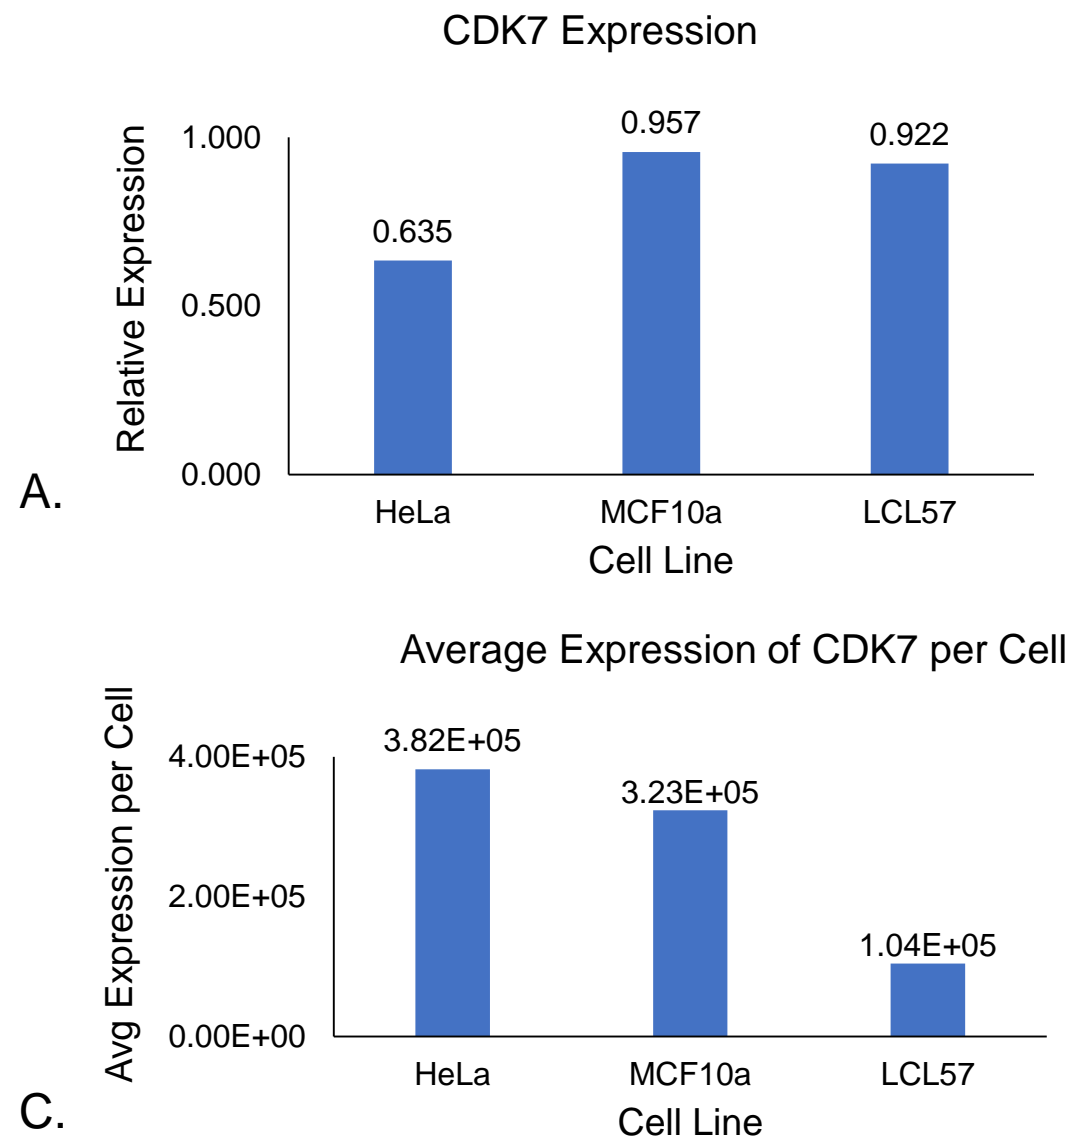 CDK7 Expression
Relative Expression
1.000
0.500
0.000
0.635
0.957
0.922
HeLa
MCF10a
LCL57
Cell Line
A.
Average Expression of CDK7 per Cell
Avg Expression per Cell
4.00E+05
2.00E+05
0.00E+00
3.82E+05
3.23E+05
1.04E+05
HeLa
MCF10a
LCL57
Cell Line
C.